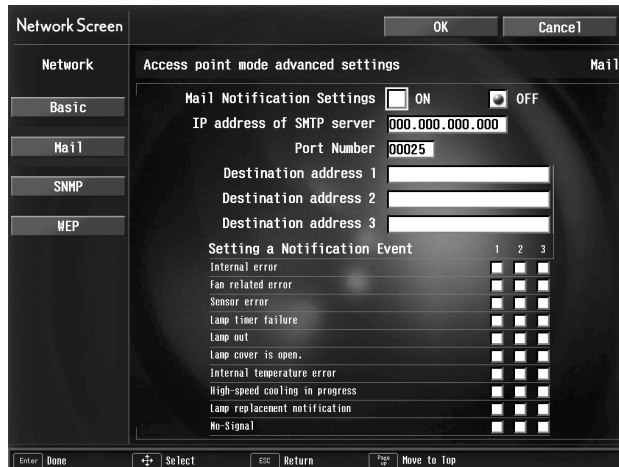 Network Screen
OK
Cancel
Network
Access point mode advanced settings
Mail
Basic
Mail
SNMP
WEP
Mail Notification Settings ON OFF
IP address of SMTP server 000.000.000.000
Port Number 00025
Destination address 1
Destination address 2
Destination address 3
Setting a Notification Event 1 2 3
Internal error
Fan related error
Sensor error
Lamp timer failure
Lamp out
Lamp cover is open.
Internal temperature error
High-speed cooling in progress
Lamp replacement notification
No-Signal
Enter Done
Select
ESC Return
Page up Move to Top